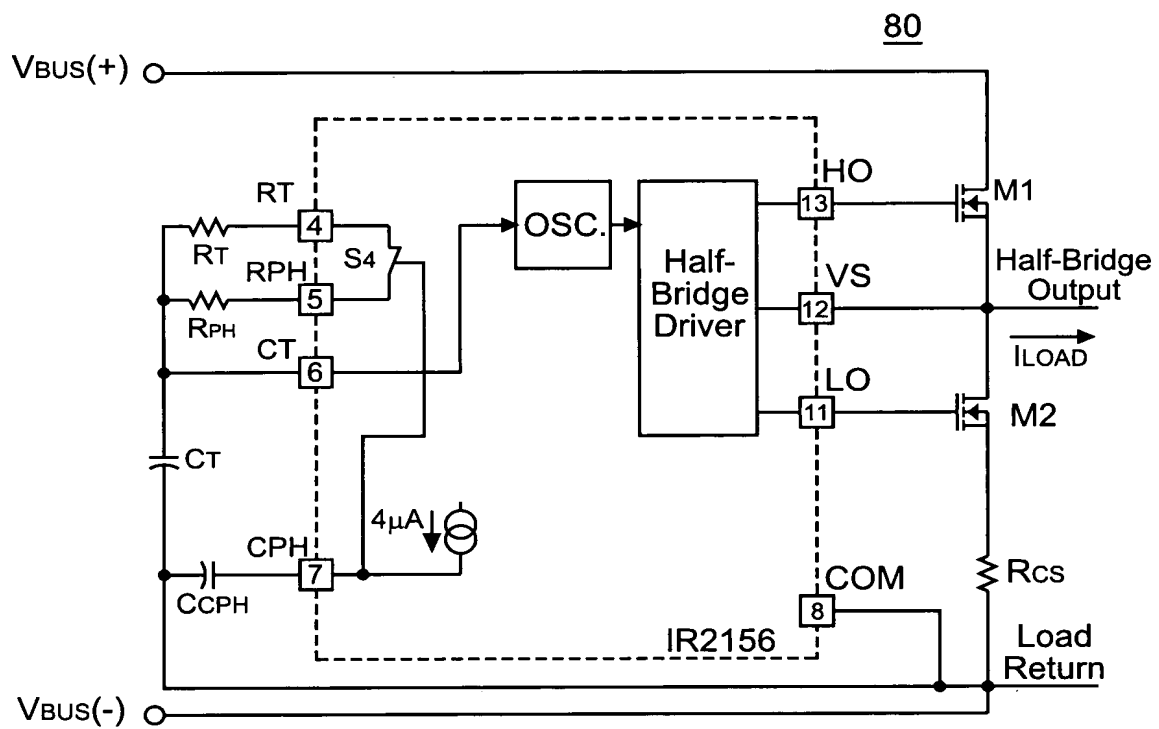 80
VBUS(+)
HO
RT
4
13
M1
OSC.
RT
S4
Half-Bridge
Output
RPH
Half-
Bridge
Driver
VS
5
12
RPH
CT
ILOAD
6
LO
11
M2
CT
4µA
CPH
7
RCS
CCPH
COM
8
IR2156
Load
Return
VBUS(-)